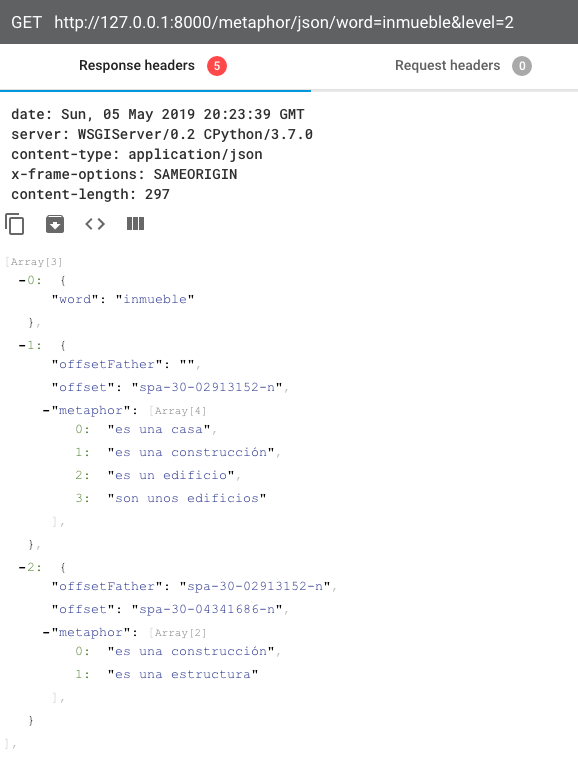 GET http://127.0.0.1:8000/metaphor/json/word=inmueble&level=2
Response headers 5 Request headers 0
date: Sun, 05 May 2019 20:23:39 GMT
server: WSGIServer/0.2 CPython/3.7.0
content-type: application/json
x-frame-options: SAMEORIGIN
content-length: 297
[Array[3]
-0: {
"word": "inmueble"
},
-1: {
"offsetFather": "",
"offset": "spa-30-02913152-n",
-"metaphor": [Array[4]
0: "es una casa",
1: "es una construcción",
2: "es un edificio",
3: "son unos edificios"
],
},
-2: {
"offsetFather": "spa-30-02913152-n",
"offset": "spa-30-04341686-n",
-"metaphor": [Array[2]
0: "es una construcción",
1: "es una estructura"
],
}
],